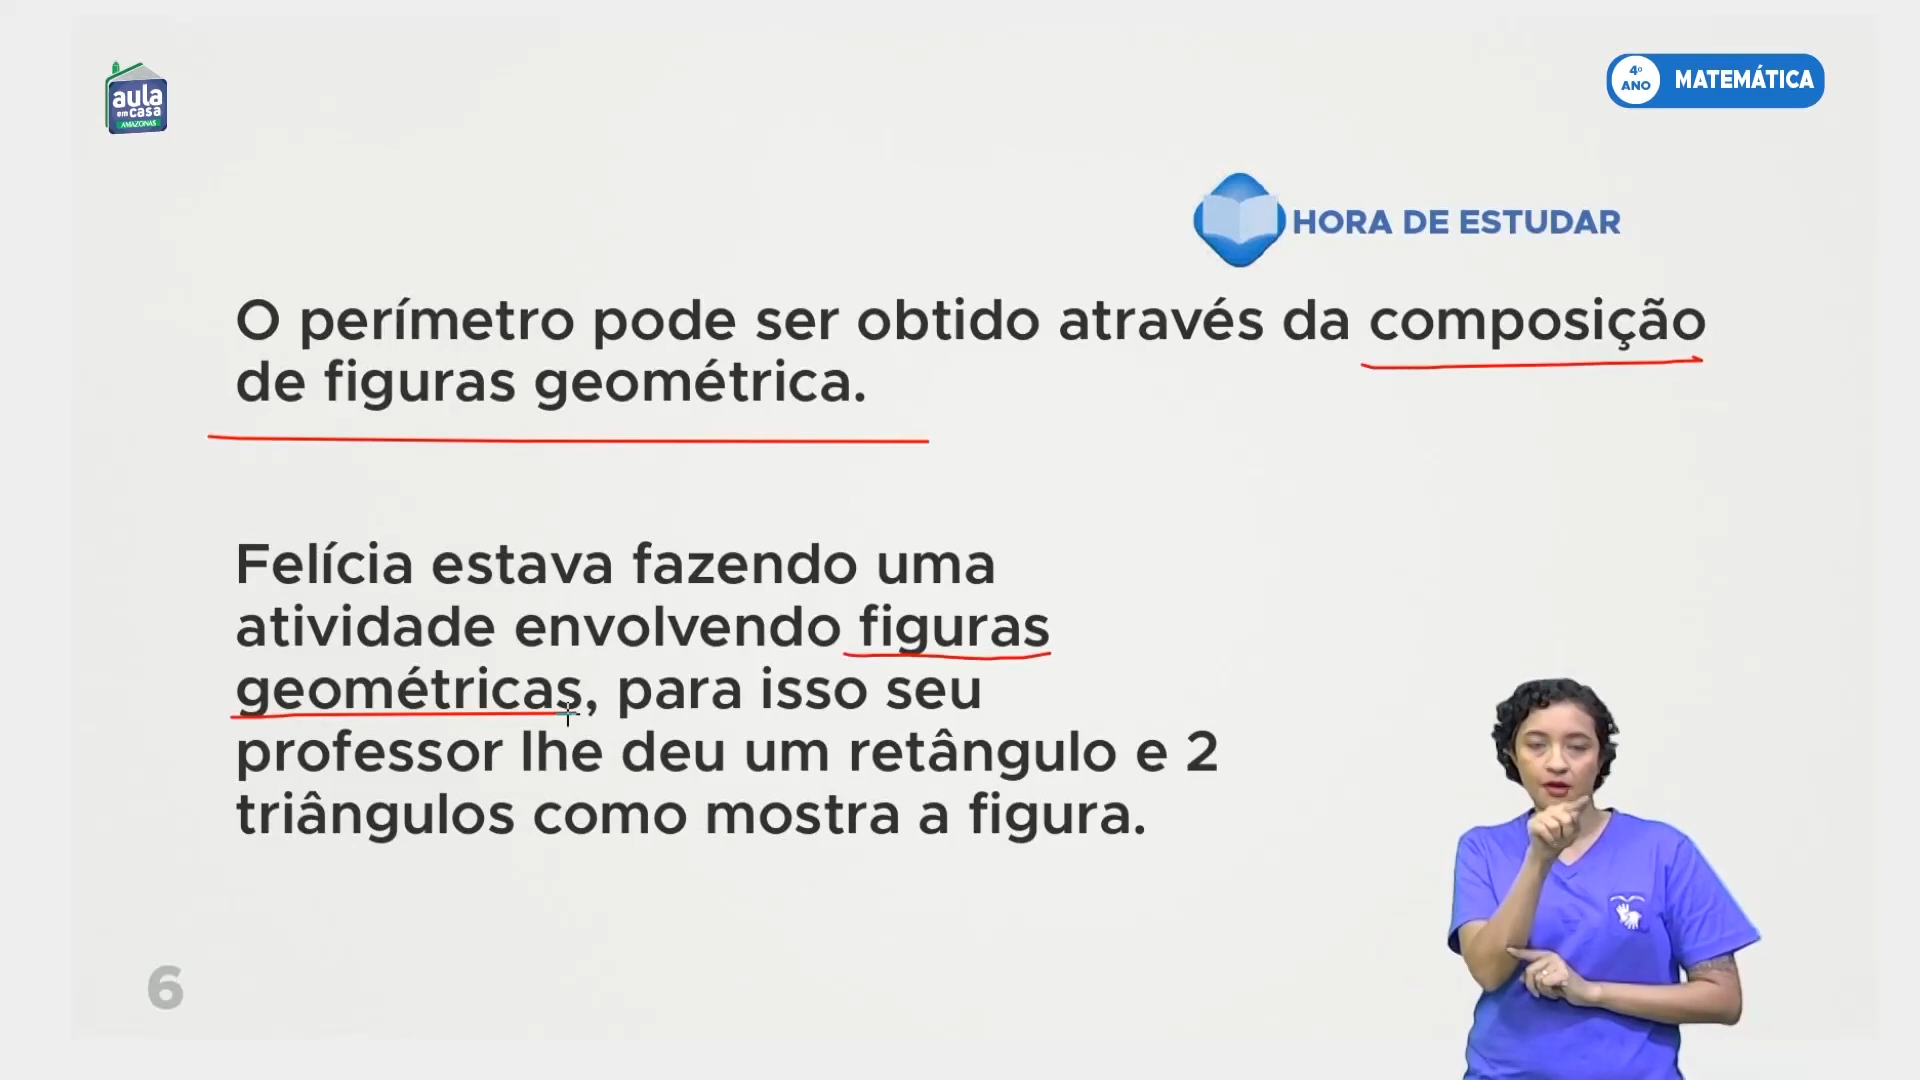 aula
em casa
AMAZONAS
4º
ANO
MATEMÁTICA
HORA DE ESTUDAR
O perímetro pode ser obtido através da composição
de figuras geométrica.
Felícia estava fazendo uma
atividade envolvendo figuras
geométricas, para isso seu
professor lhe deu um retângulo e 2
triângulos como mostra a figura.
6